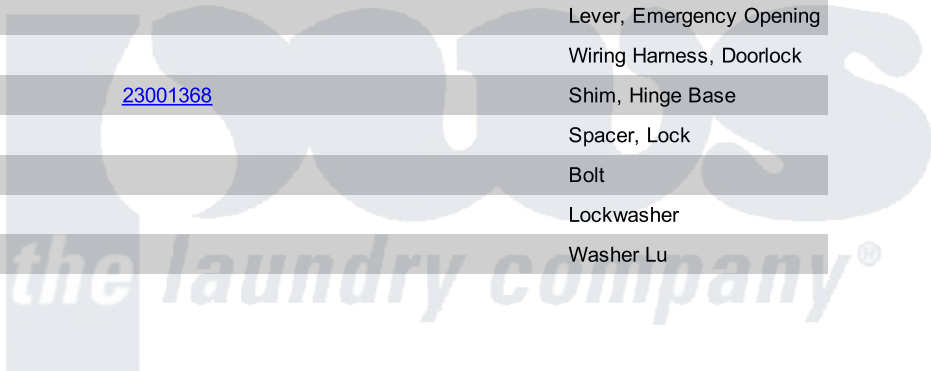 Lever, Emergency Opening
Wiring Harness, Doorlock
23001368 Shim, Hinge Base
Spacer, Lock
Bolt
Lockwasher
Washer Lu
the laundry company®